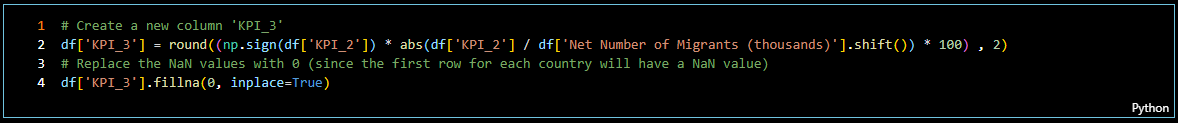 1 # Create a new column 'KPI_3'
2 df['KPI_3'] = round((np.sign(df['KPI_2']) * abs(df['KPI_2'] / df['Net Number of Migrants (thousands)'].shift()) * 100) , 2)
3 # Replace the NaN values with 0 (since the first row for each country will have a NaN value)
4 df['KPI_3'].fillna(0, inplace=True)
Python